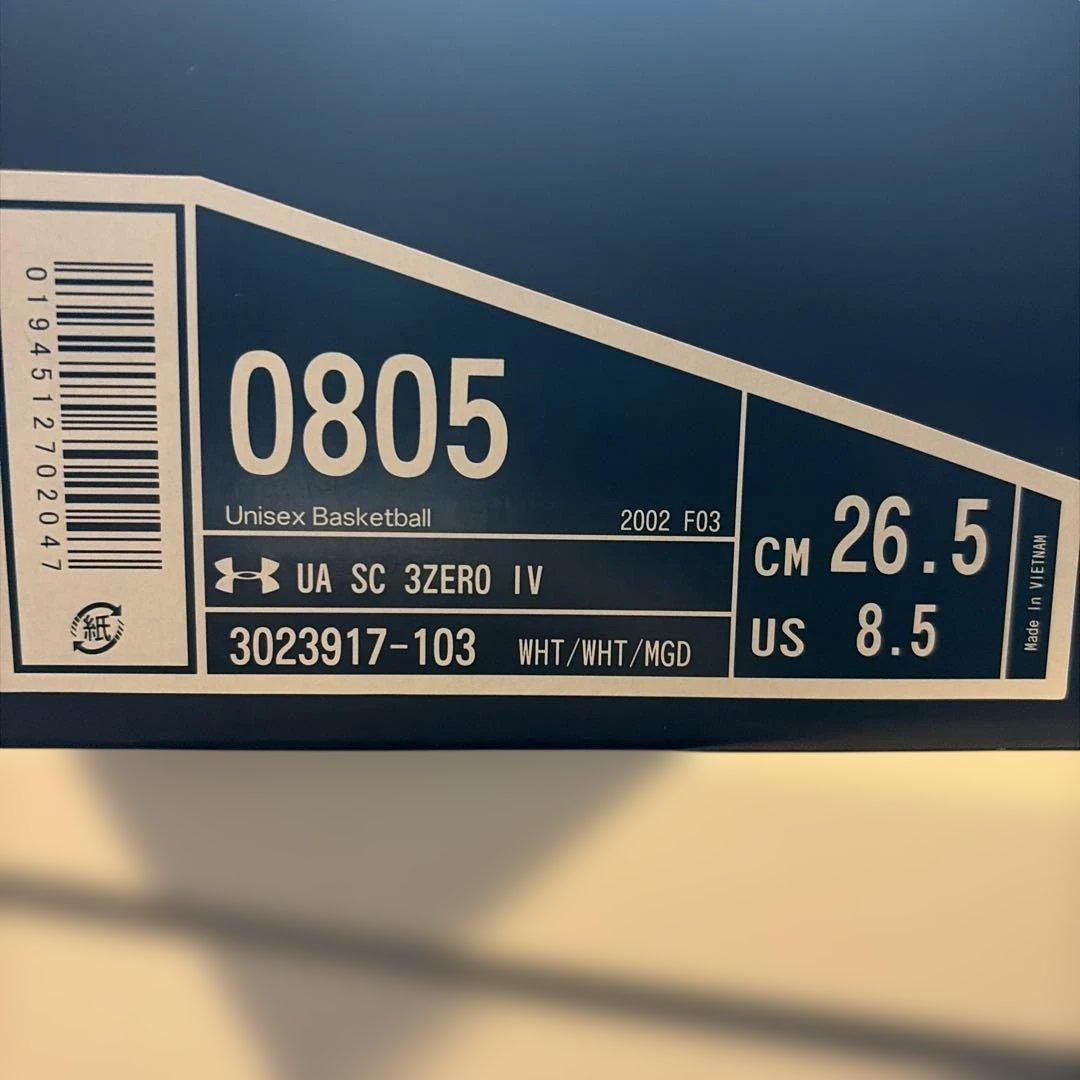 0194512702047
紙
0805
Unisex Basketball
2002 F03
UA SC 3ZERO IV
3023917-103
WHT/WHT/MGD
CM 26.5
US 8.5
Made In VIETNAM